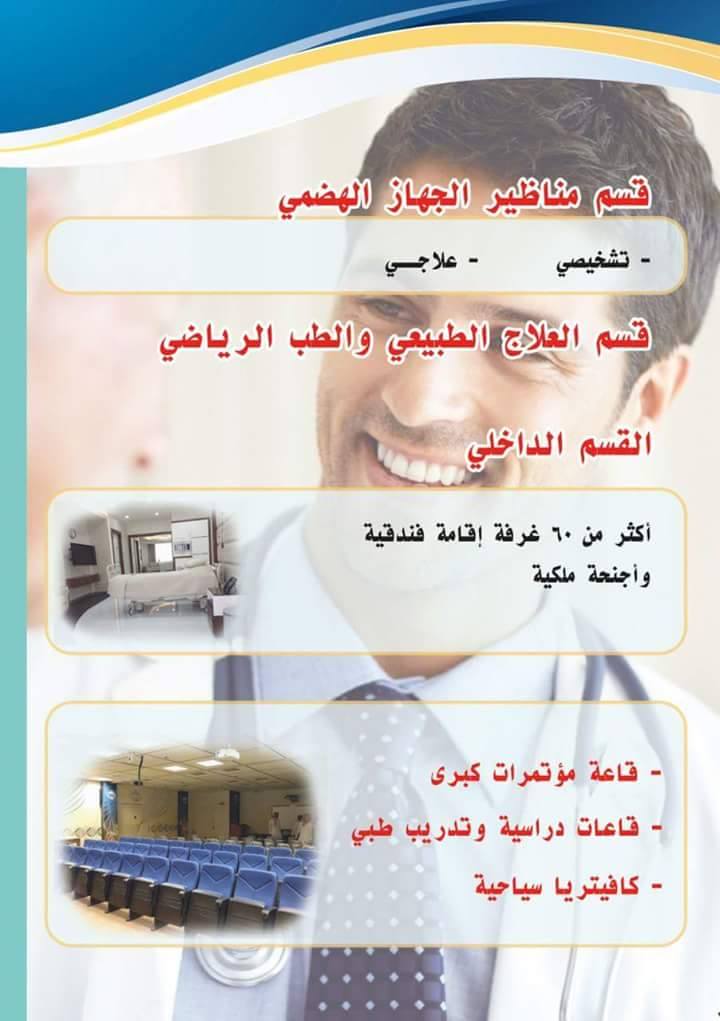 قسم مناظير الجهاز الهضمي
- تشخيصي - علاجـــي
قسم العلاج الطبيعي والطب الرياضي
القسم الداخلي
أكثر من ٦٠ غرفة إقامة فندقية
وأجنحة ملكية
- قاعة مؤتمرات كبرى
- قاعات دراسية وتدريب طبي
- كافيتريا سياحية